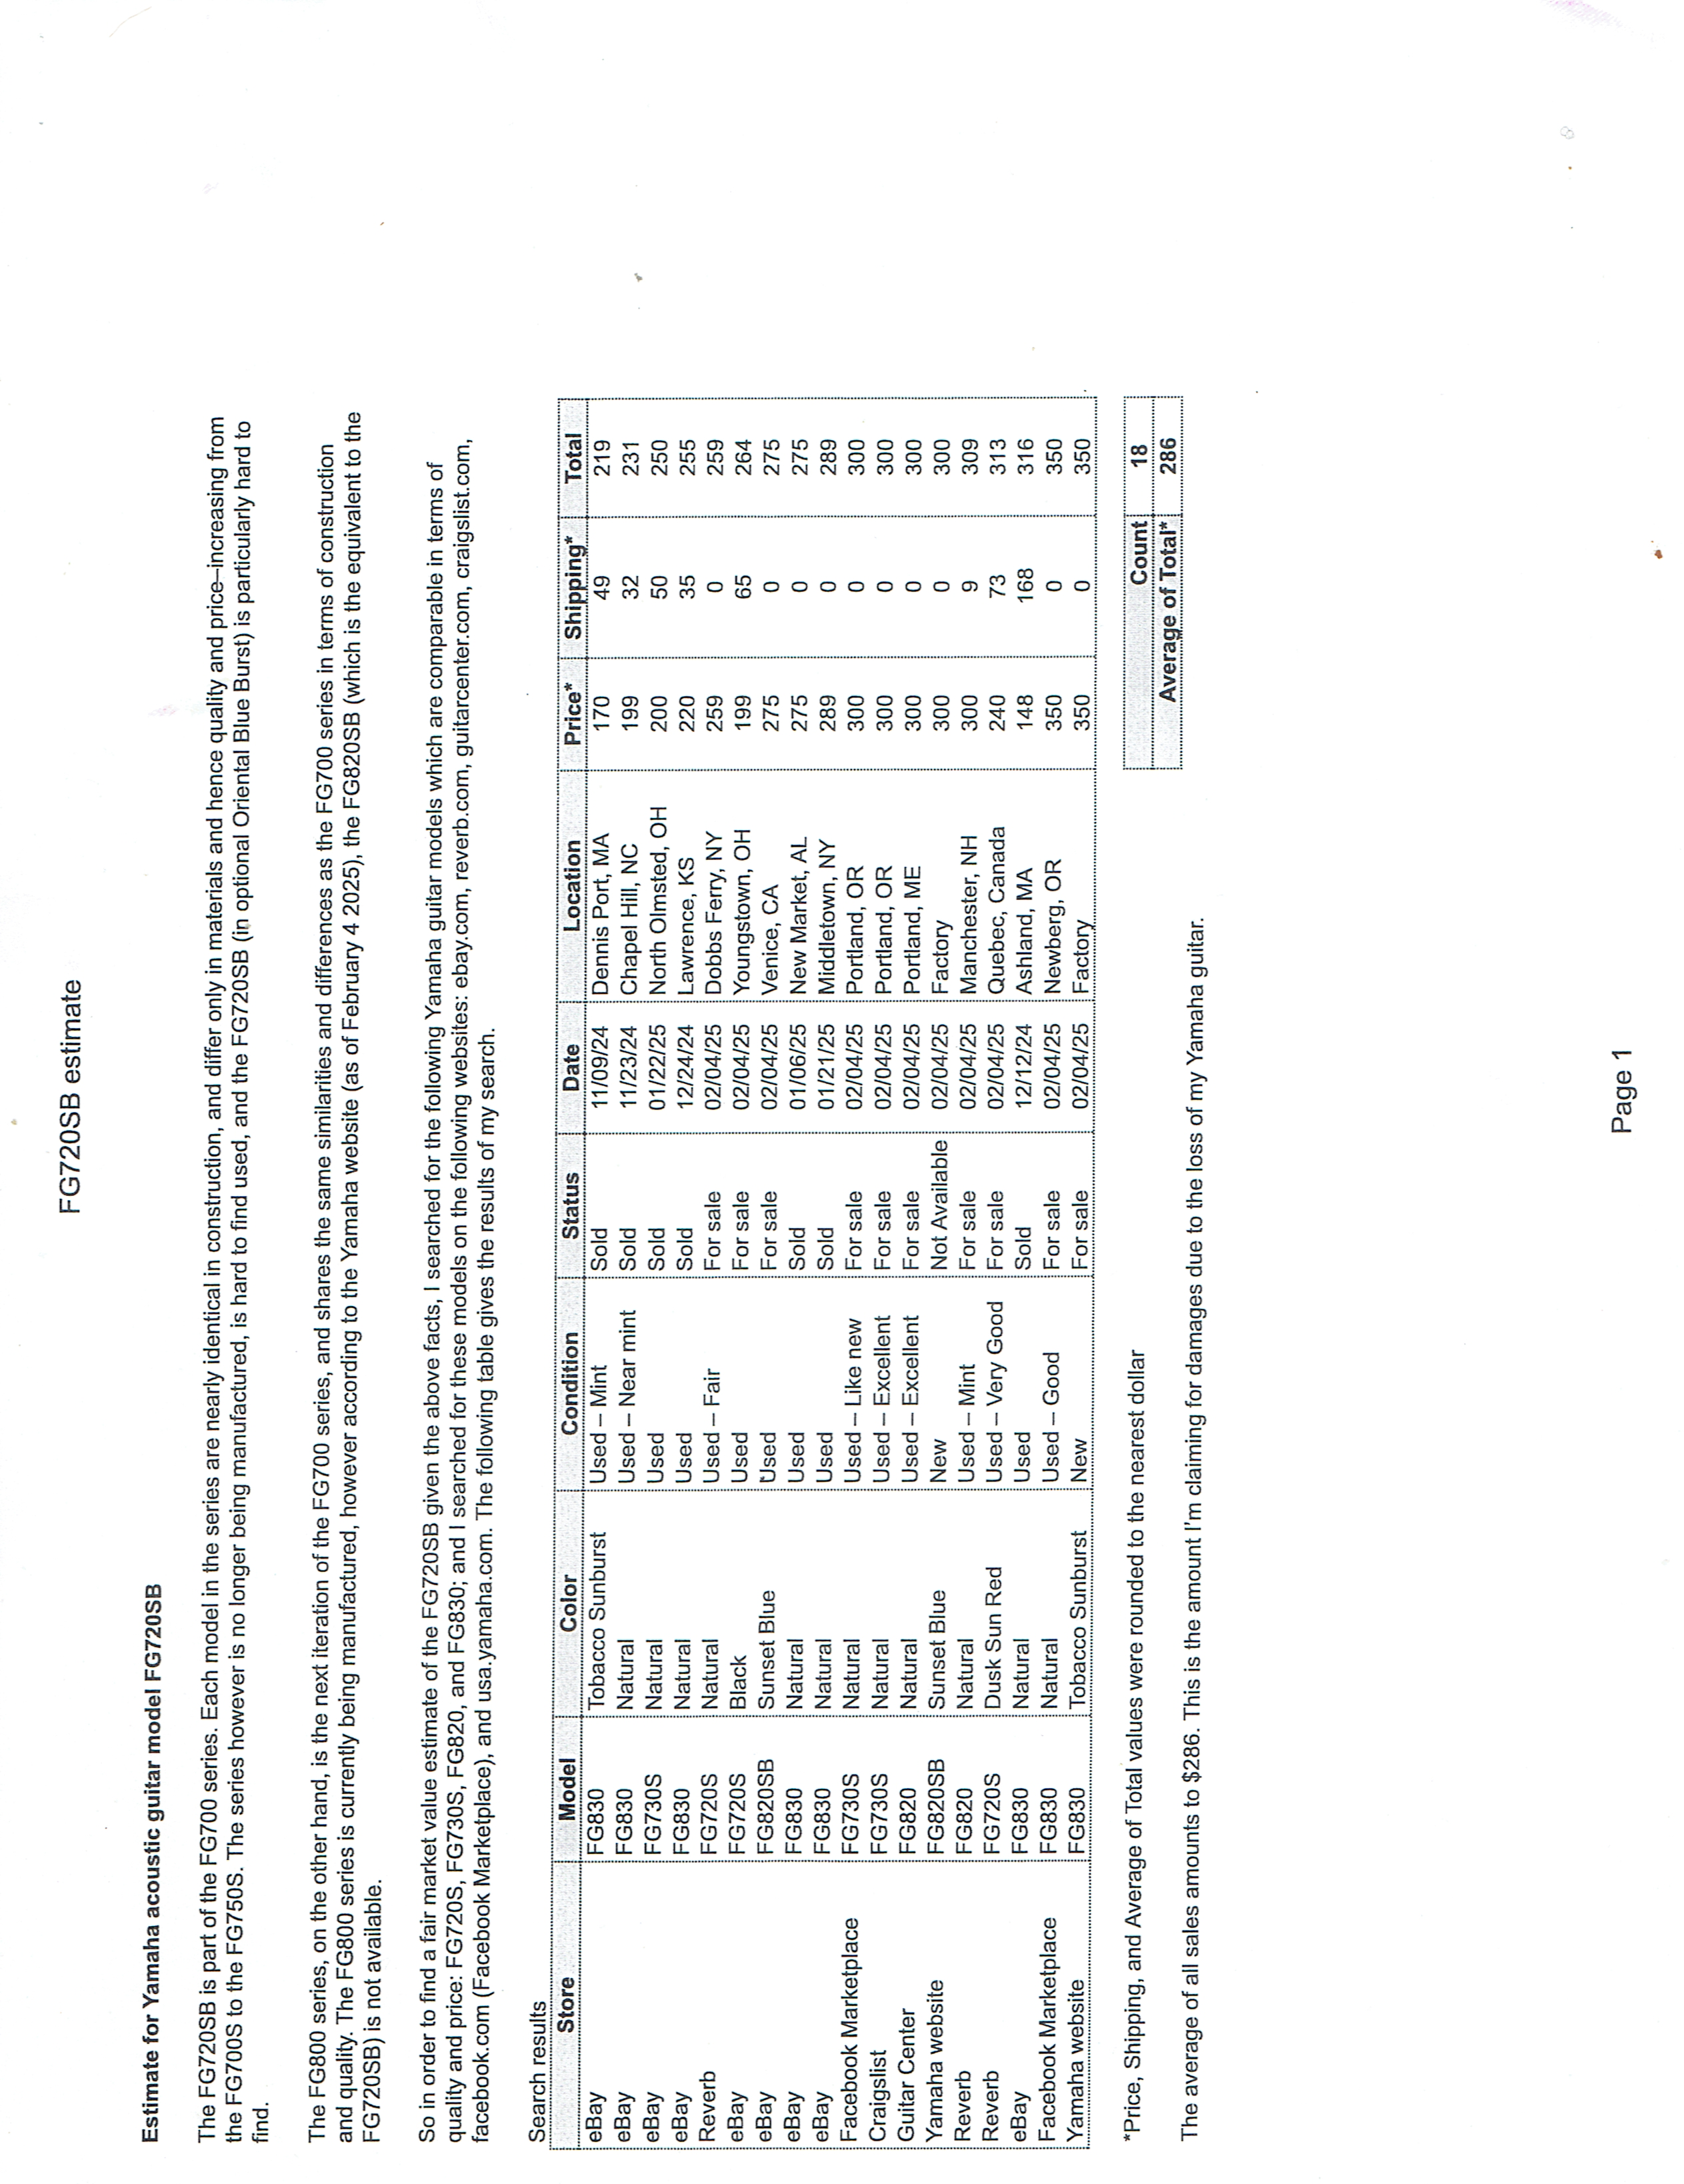 FG720SB estimate
Estimate for Yamaha acoustic guitar model FG720SB
The FG720SB is part of the FG700 series. Each model in the series are nearly identical in construction, and differ only in materials and hence quality and price–increasing from
the FG700S to the FG750S. The series however is no longer being manufactured, is hard to find used, and the FG720SB (in optional Oriental Blue Burst) is particularly hard to
find.
The FG800 series, on the other hand, is the next iteration of the FG700 series, and shares the same similarities and differences as the FG700 series in terms of construction
and quality. The FG800 series is currently being manufactured, however according to the Yamaha website (as of February 4 2025), the FG820SB (which is the equivalent to the
FG720SB) is not available.
So in order to find a fair market value estimate of the FG720SB given the above facts, I searched for the following Yamaha guitar models which are comparable in terms of
quality and price: FG720S, FG730S, FG820, and FG830; and I searched for these models on the following websites: ebay.com, reverb.com, guitarcenter.com, craigslist.com,
facebook.com (Facebook Marketplace), and usa.yamaha.com. The following table gives the results of my search.
Search results
Store Model Color Condition Status Date Location Price* Shipping* Total
eBay FG830 Tobacco Sunburst Used – Mint Sold 11/09/24 Dennis Port, MA 170 49 219
eBay FG830 Natural Used – Near mint Sold 11/23/24 Chapel Hill, NC 199 32 231
eBay FG730S Natural Used Sold 01/22/25 North Olmsted, OH 200 50 250
eBay FG830 Natural Used Sold 12/24/24 Lawrence, KS 220 35 255
Reverb FG720S Natural Used – Fair For sale 02/04/25 Dobbs Ferry, NY 259 0 259
eBay FG720S Black Used For sale 02/04/25 Youngstown, OH 199 65 264
eBay FG820SB Sunset Blue Used For sale 02/04/25 Venice, CA 275 0 275
eBay FG830 Natural Used Sold 01/06/25 New Market, AL 275 0 275
eBay FG830 Natural Used Sold 01/21/25 Middletown, NY 289 0 289
Facebook Marketplace FG730S Natural Used – Like new For sale 02/04/25 Portland, OR 300 0 300
Craigslist FG730S Natural Used – Excellent For sale 02/04/25 Portland, OR 300 0 300
Guitar Center FG820 Natural Used – Excellent For sale 02/04/25 Portland, ME 300 0 300
Yamaha website FG820SB Sunset Blue New Not Available 02/04/25 Factory 300 0 300
Reverb FG820 Natural Used – Mint For sale 02/04/25 Manchester, NH 300 9 309
Reverb FG720S Dusk Sun Red Used – Very Good For sale 02/04/25 Quebec, Canada 240 73 313
eBay FG830 Natural Used Sold 12/12/24 Ashland, MA 148 168 316
Facebook Marketplace FG830 Natural Used – Good For sale 02/04/25 Newberg, OR 350 0 350
Yamaha website FG830 Tobacco Sunburst New For sale 02/04/25 Factory 350 0 350
*Price, Shipping, and Average of Total values were rounded to the nearest dollar
Count 18
Average of Total* 286
The average of all sales amounts to $286. This is the amount I'm claiming for damages due to the loss of my Yamaha guitar.
Page 1